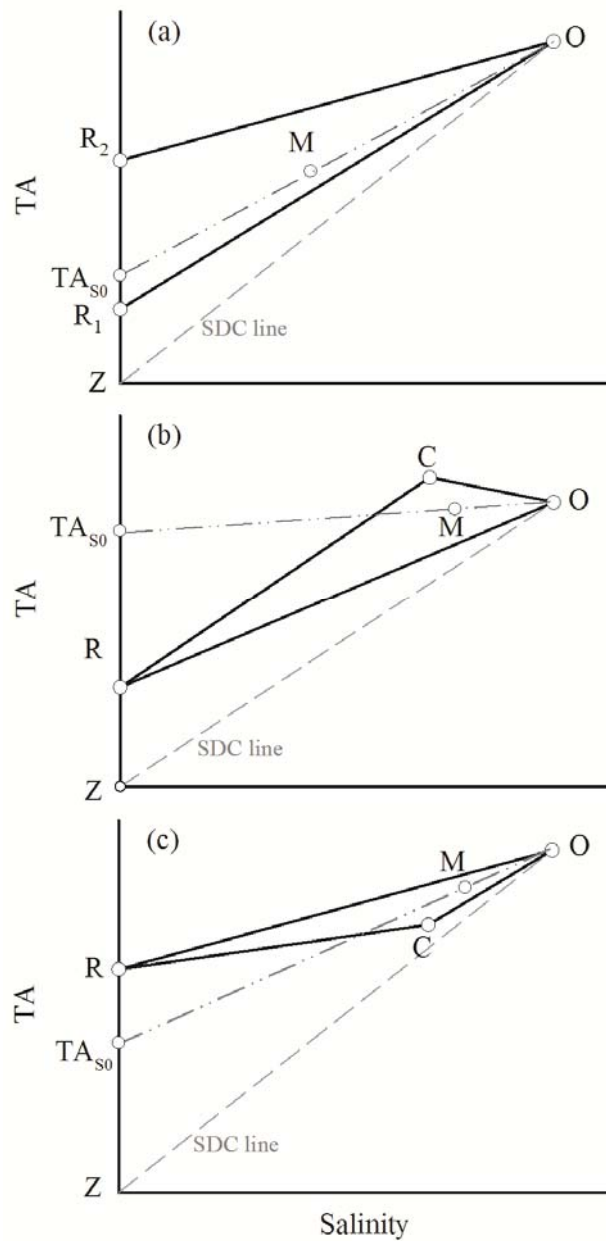 (a)
O
R2
M
TA
TAS0
R1
SDC line
Z
(b)
C
O
TAS0
M
TA
R
SDC line
Z
(c)
O
M
R
C
TA
TAS0
SDC line
Z
Salinity